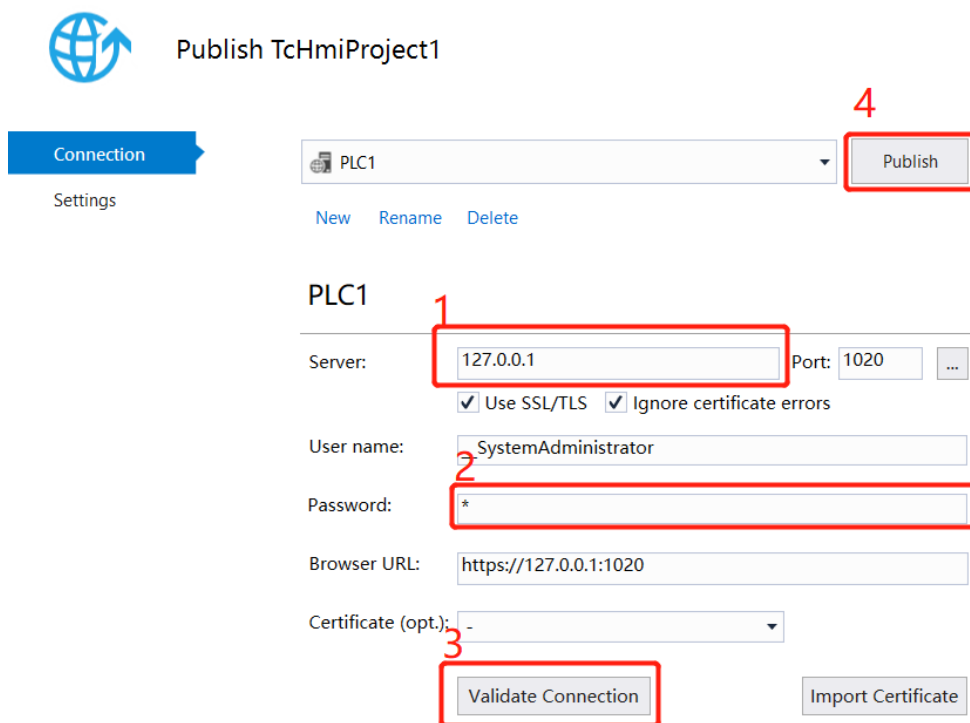 Publish TcHmiProject1
4
Connection
PLC1
Publish
Settings
New Rename Delete
PLC1
1
Server: 127.0.0.1 Port: 1020 ...
Use SSL/TLS Ignore certificate errors
User name: __SystemAdministrator
2
Password: *
Browser URL: https://127.0.0.1:1020
Certificate (opt.); -
3
Validate Connection Import Certificate